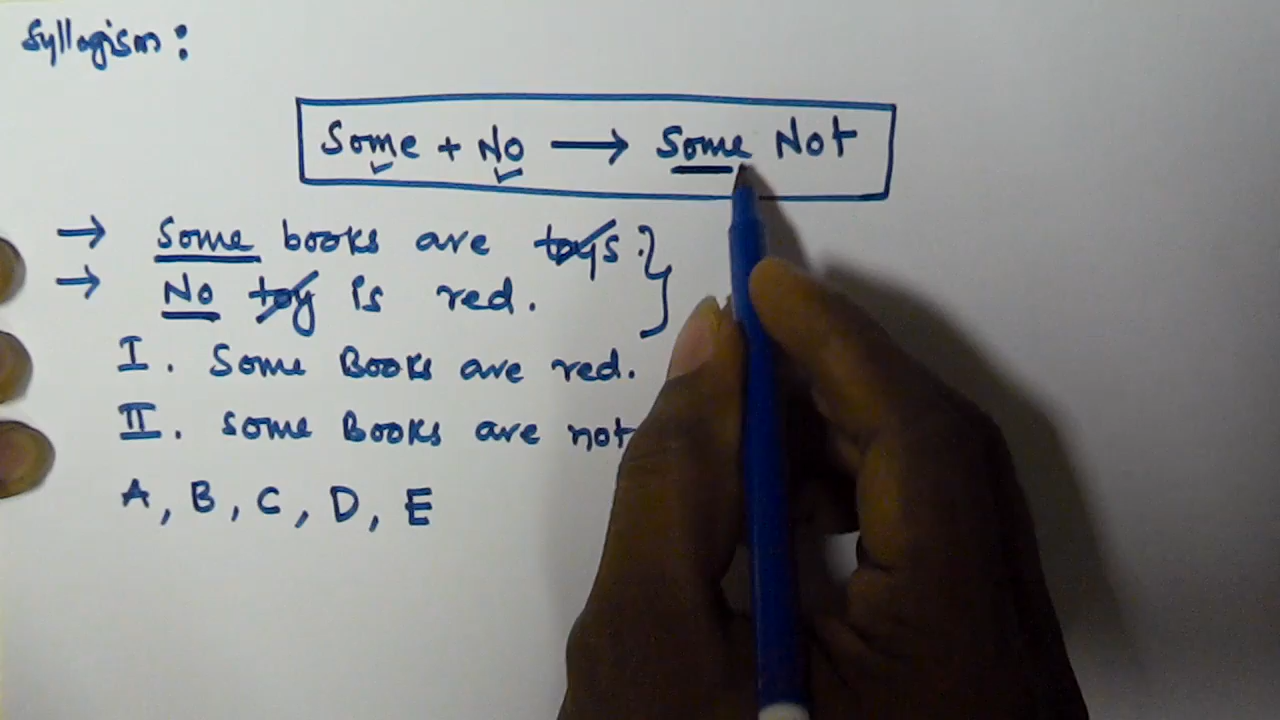 Syllogism:
Some + No → Some Not
→ Some books are toys.
→ No toy is red.
I. Some Books are red.
II. Some Books are not
A, B, C, D, E